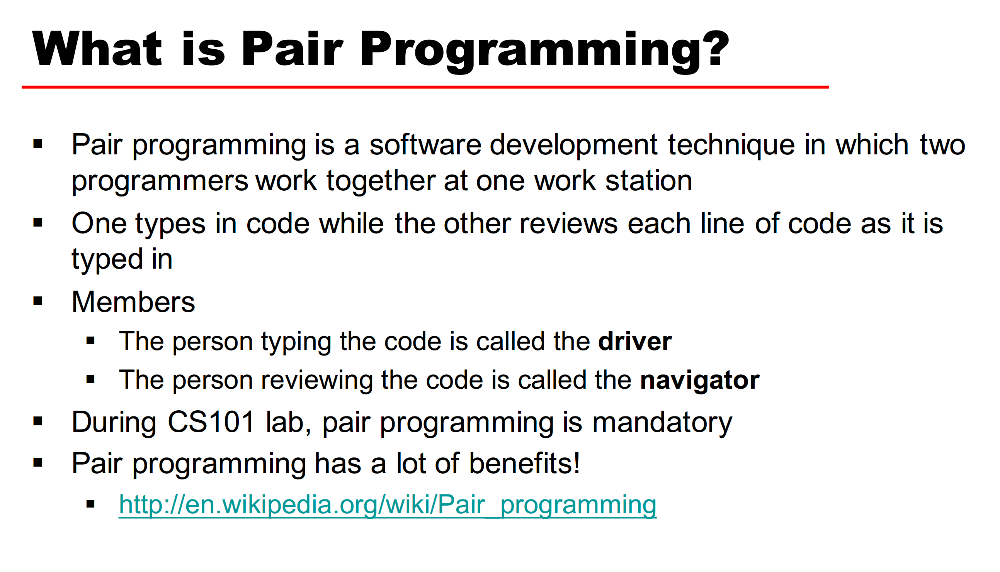 What is Pair Programming?
▪ Pair programming is a software development technique in which two
programmers work together at one work station
▪ One types in code while the other reviews each line of code as it is
typed in
▪ Members
▪ The person typing the code is called the driver
▪ The person reviewing the code is called the navigator
▪ During CS101 lab, pair programming is mandatory
▪ Pair programming has a lot of benefits!
▪ http://en.wikipedia.org/wiki/Pair_programming